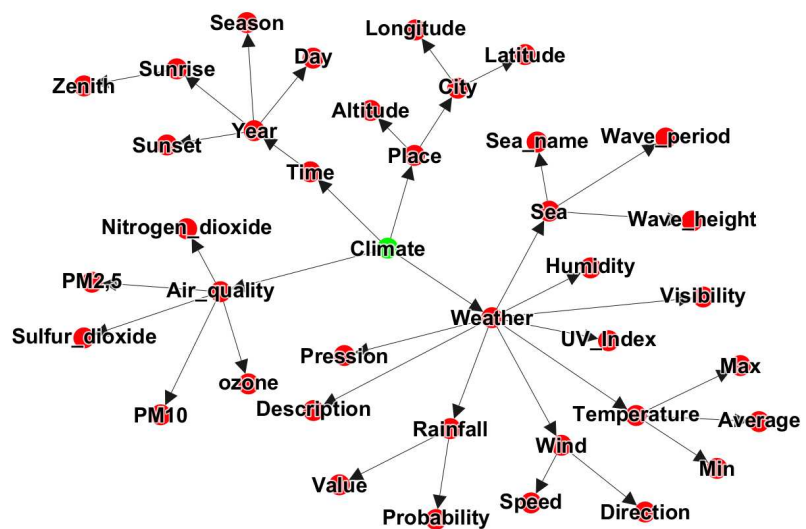 Season
Longitude
Latitude
Day
Sunrise
Zenith
City
Altitude
Year
Sea_name
Wave_period
Sunset
Place
Time
Sea
Wave_height
Nitrogen_dioxide
Climate
Humidity
PM2,5
Air_quality
Visibility
Weather
Sulfur_dioxide
UV_Index
Pression
Max
ozone
Description
PM10
Temperature
Average
Rainfall
Wind
Min
Value
Speed
Direction
Probability